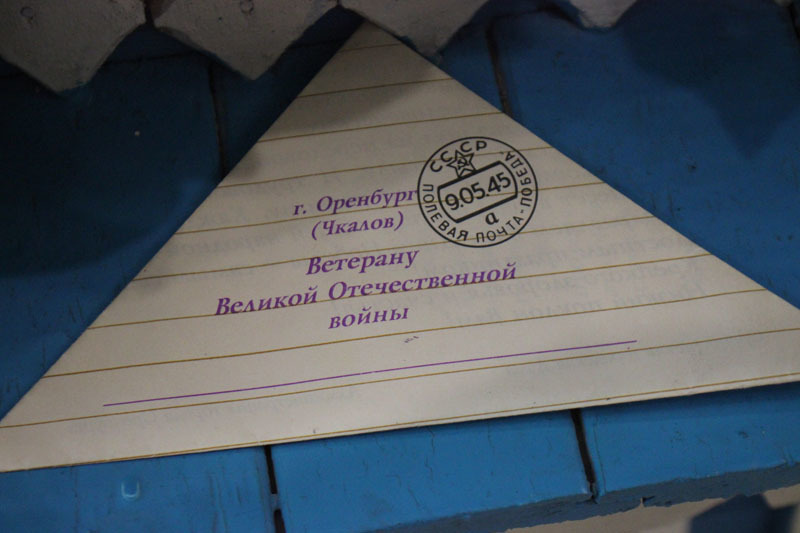 г. Оренбург
(Чкалов)
Ветерану
Великой Отечественной
войны
СССР
9.05.45
а
ПОЛЕВАЯ ПОЧТА-ПОБЕДА.